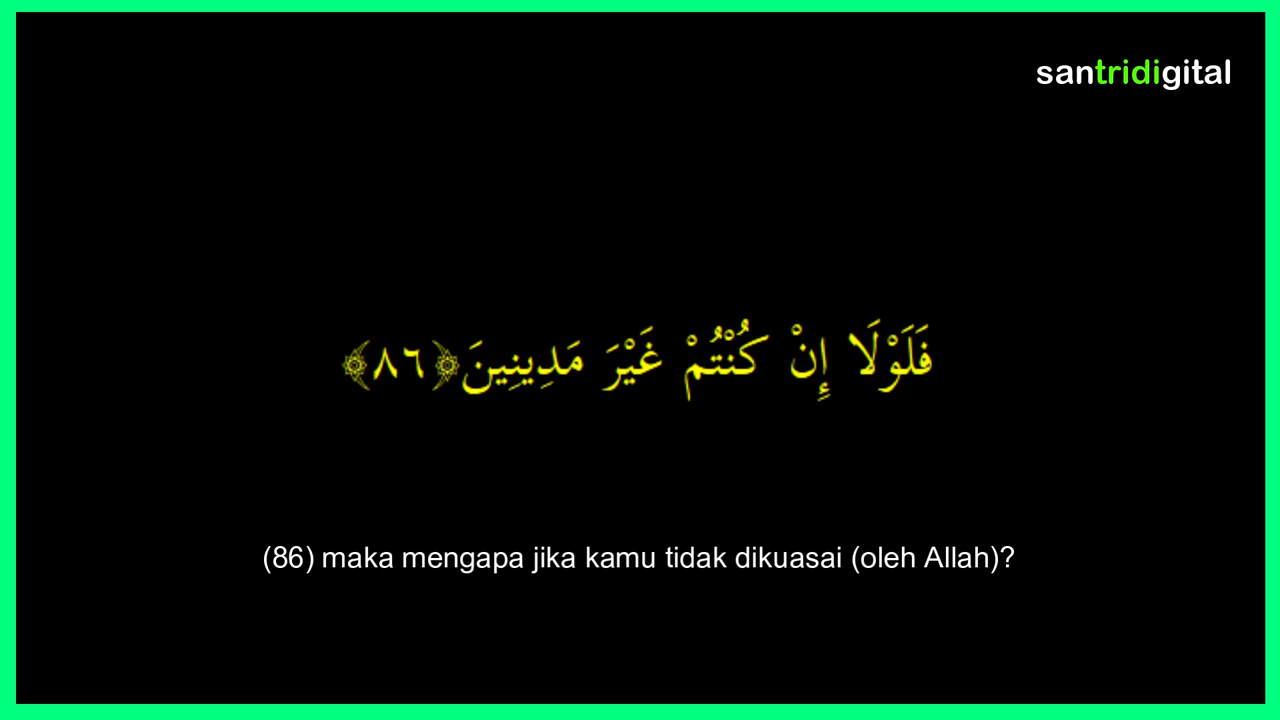 santridigital
فَلَوْلَا إِنْ كُنْتُمْ غَيْرَ مَدِينِينَ﴿٨٦﴾
(86) maka mengapa jika kamu tidak dikuasai (oleh Allah)?